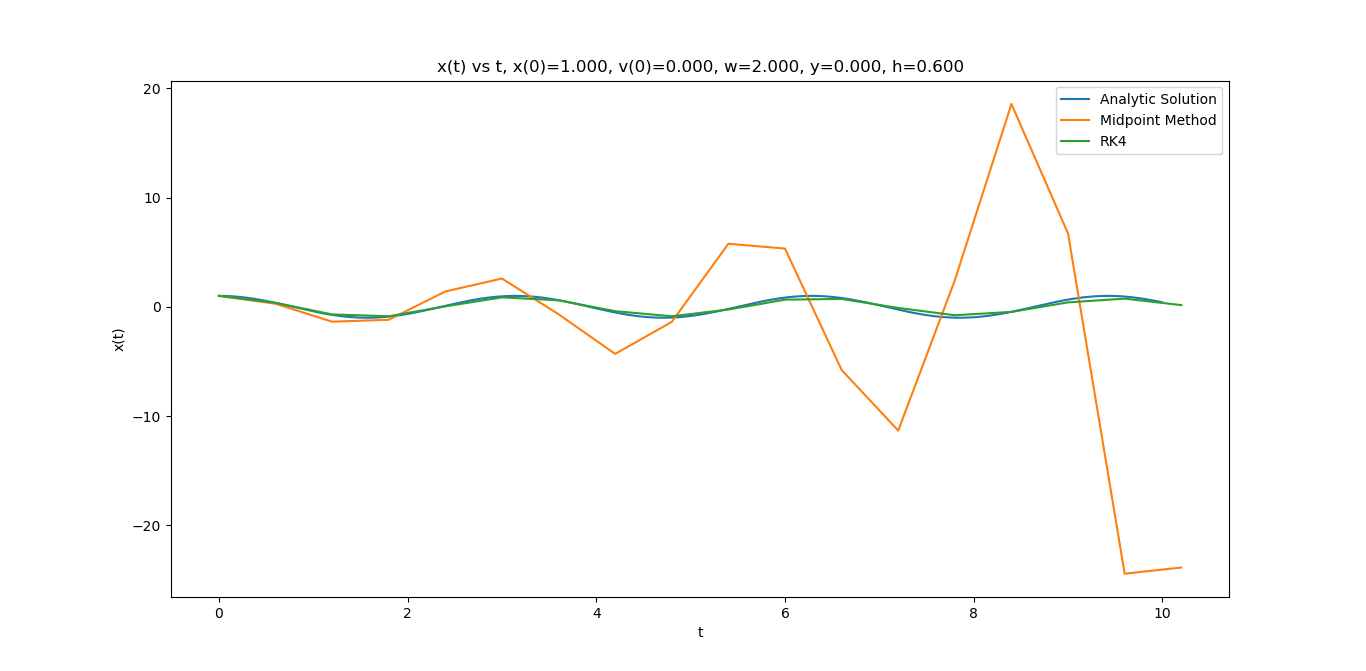 x(t) vs t, x(0)=1.000, v(0)=0.000, w=2.000, y=0.000, h=0.600
Analytic Solution
Midpoint Method
RK4
20
10
0
−10
−20
x(t)
0 2 4 6 8 10
t